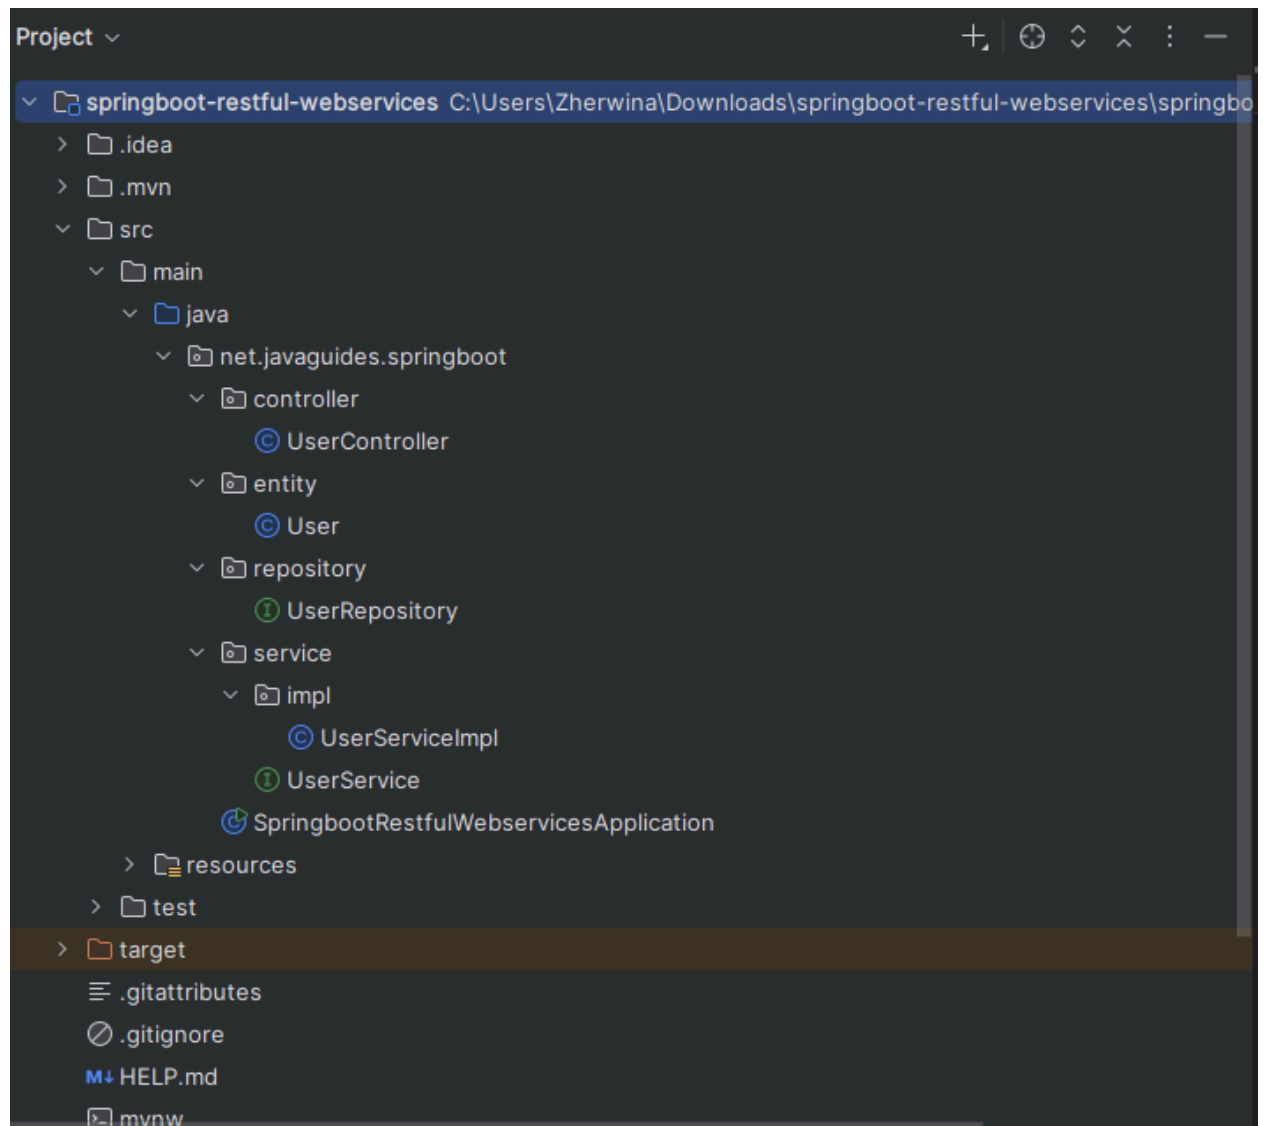 Project
springboot-restful-webservices C:\Users\Zherwina\Downloads\springboot-restful-webservices\springbo
.idea
.mvn
src
main
java
net.javaguides.springboot
controller
UserController
entity
User
repository
UserRepository
service
impl
UserServiceImpl
UserService
SpringbootRestfulWebservicesApplication
resources
test
target
.gitattributes
.gitignore
M↓ HELP.md
mvnw